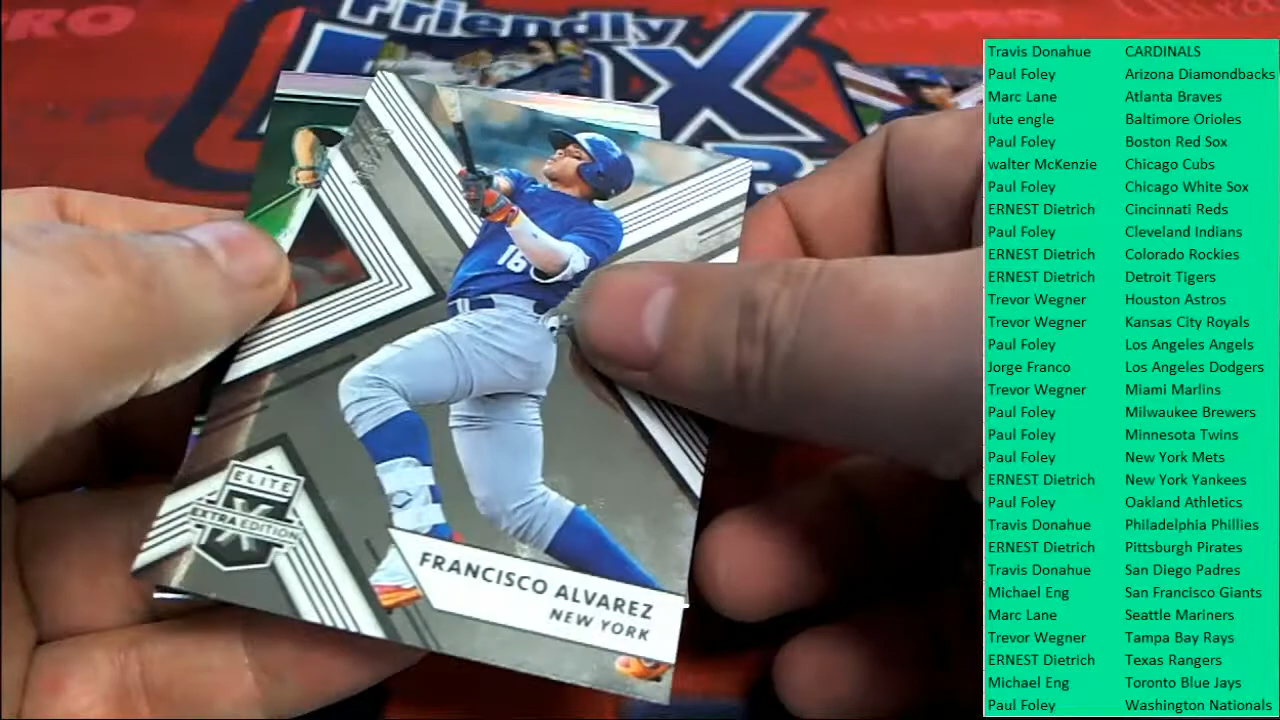 PRO
Friendly
BOX
PRO
16
ELITE
X
EXTRA EDITION
FRANCISCO ALVAREZ
NEW YORK
Travis Donahue CARDINALS
Paul Foley Arizona Diamondbacks
Marc Lane Atlanta Braves
lute engle Baltimore Orioles
Paul Foley Boston Red Sox
walter McKenzie Chicago Cubs
Paul Foley Chicago White Sox
ERNEST Dietrich Cincinnati Reds
Paul Foley Cleveland Indians
ERNEST Dietrich Colorado Rockies
ERNEST Dietrich Detroit Tigers
Trevor Wegner Houston Astros
Trevor Wegner Kansas City Royals
Paul Foley Los Angeles Angels
Jorge Franco Los Angeles Dodgers
Trevor Wegner Miami Marlins
Paul Foley Milwaukee Brewers
Paul Foley Minnesota Twins
Paul Foley New York Mets
ERNEST Dietrich New York Yankees
Paul Foley Oakland Athletics
Travis Donahue Philadelphia Phillies
ERNEST Dietrich Pittsburgh Pirates
Travis Donahue San Diego Padres
Michael Eng San Francisco Giants
Marc Lane Seattle Mariners
Trevor Wegner Tampa Bay Rays
ERNEST Dietrich Texas Rangers
Michael Eng Toronto Blue Jays
Paul Foley Washington Nationals